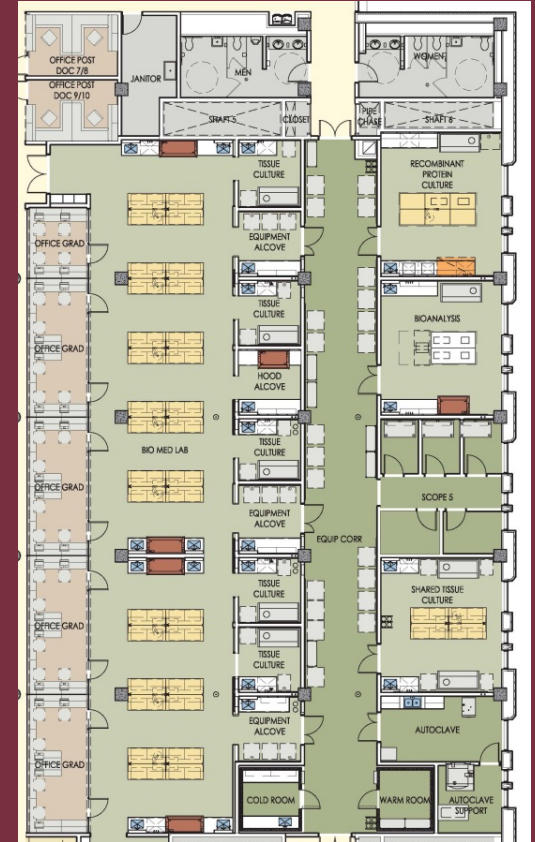 OFFICE POST
DOC 7/8
OFFICE POST
DOC 9/10
JANITOR
MEN
WOMEN
SHAFT 5
CLOSET
PIPE
CHASE
SHAFT 6
TISSUE
CULTURE
RECOMBINANT
PROTEIN
CULTURE
OFFICE GRAD
EQUIPMENT
ALCOVE
TISSUE
CULTURE
BIOANALYSIS
OFFICE GRAD
HOOD
ALCOVE
BIO MED LAB
TISSUE
CULTURE
OFFICE GRAD
SCOPE 5
EQUIPMENT
ALCOVE
EQUIP CORR
TISSUE
CULTURE
SHARED TISSUE
CULTURE
OFFICE GRAD
TISSUE
CULTURE
EQUIPMENT
ALCOVE
AUTOCLAVE
OFFICE GRAD
COLD ROOM
WARM ROOM
AUTOCLAVE
SUPPORT